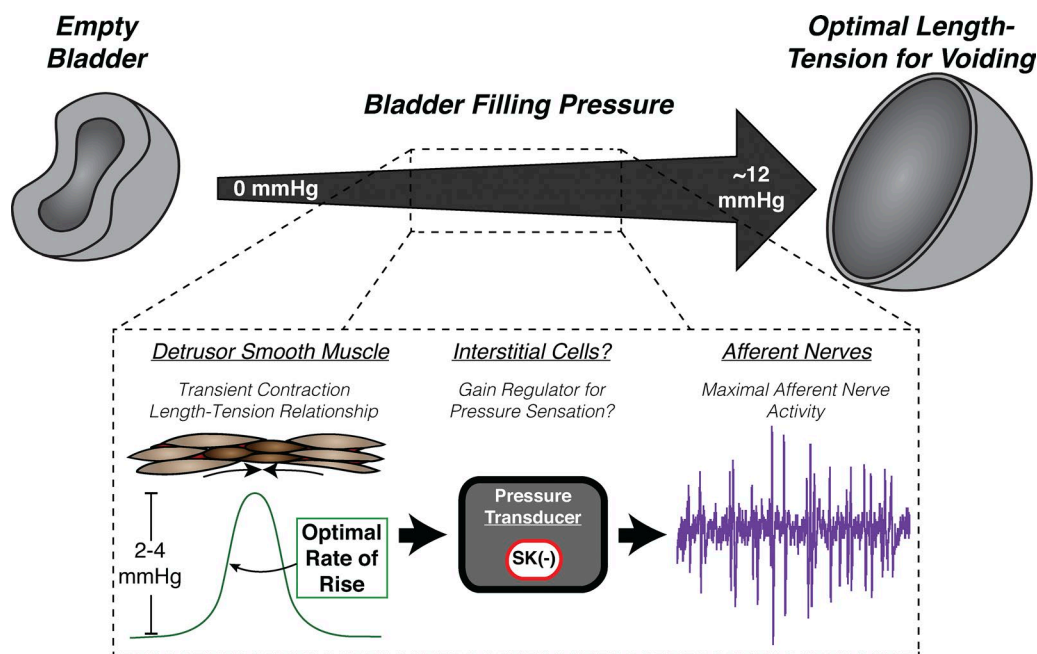 Empty
Bladder
Optimal Length-
Tension for Voiding
Bladder Filling Pressure
0 mmHg
~12
mmHg
Detrusor Smooth Muscle
Transient Contraction
Length-Tension Relationship
2-4
mmHg
Optimal
Rate of
Rise
Interstitial Cells?
Gain Regulator for
Pressure Sensation?
Pressure
Transducer
SK(-)
Afferent Nerves
Maximal Afferent Nerve
Activity